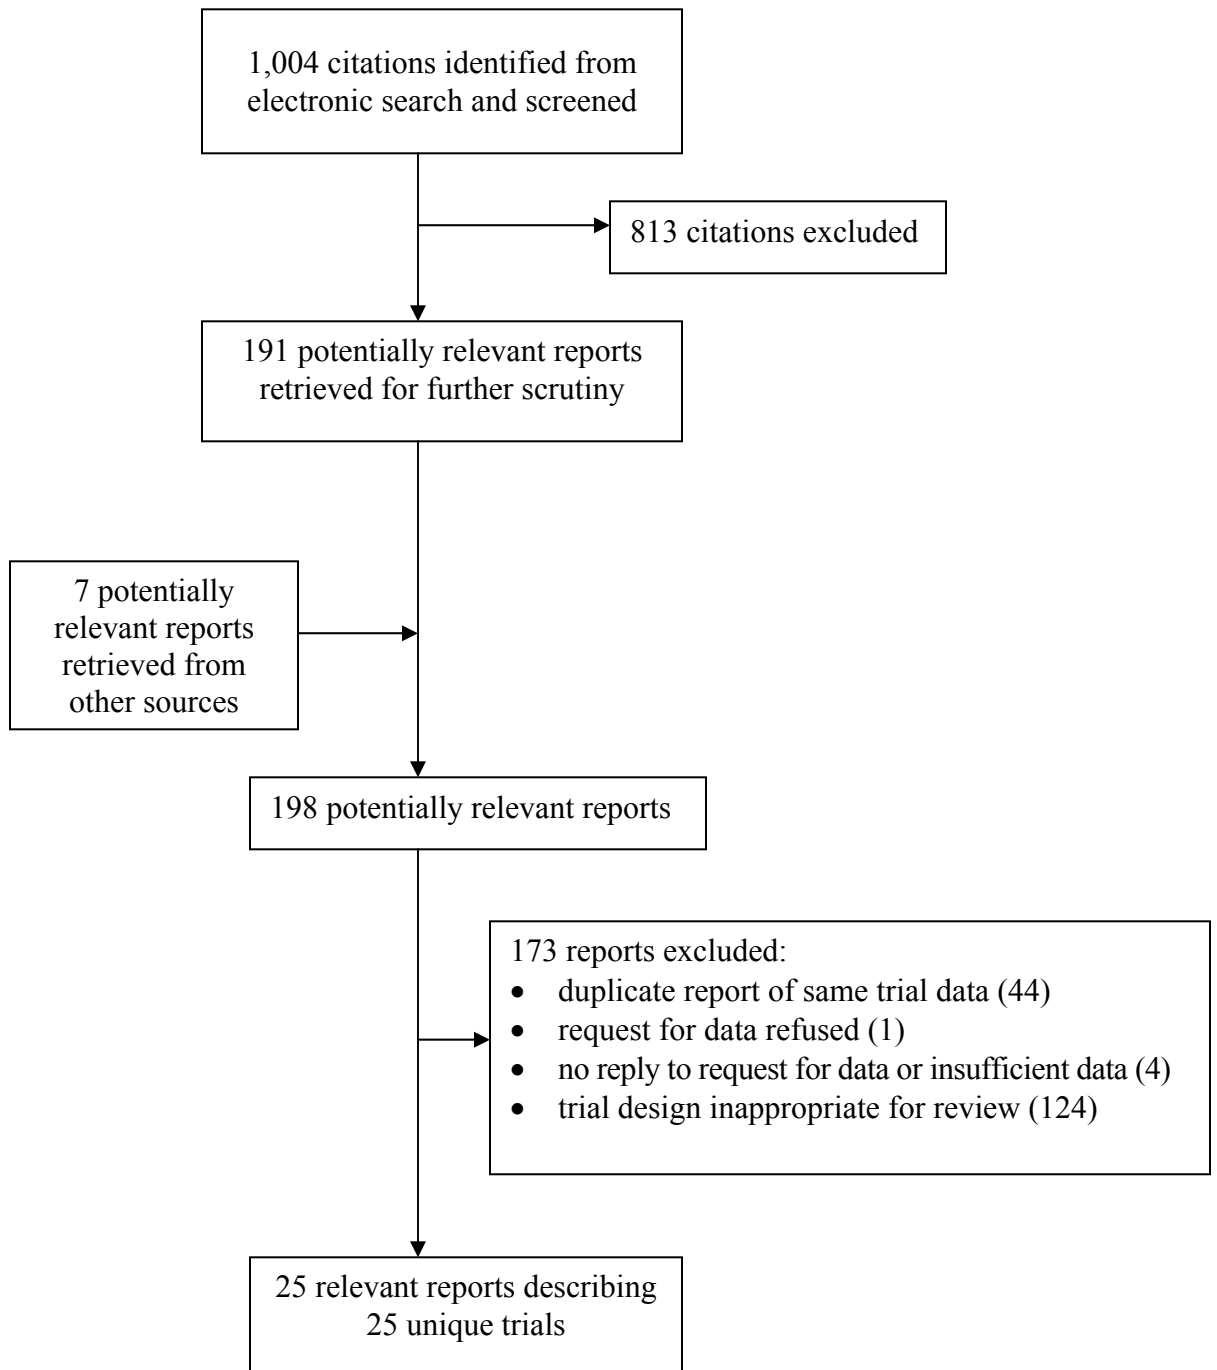 1,004 citations identified from
electronic search and screened
813 citations excluded
191 potentially relevant reports
retrieved for further scrutiny
7 potentially
relevant reports
retrieved from
other sources
198 potentially relevant reports
173 reports excluded:
• duplicate report of same trial data (44)
• request for data refused (1)
• no reply to request for data or insufficient data (4)
• trial design inappropriate for review (124)
25 relevant reports describing
25 unique trials